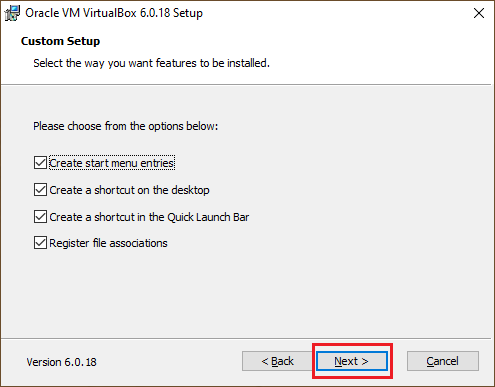 Oracle VM VirtualBox 6.0.18 Setup
Custom Setup
Select the way you want features to be installed.
Please choose from the options below:
Create start menu entries
Create a shortcut on the desktop
Create a shortcut in the Quick Launch Bar
Register file associations
Version 6.0.18
< Back
Next >
Cancel